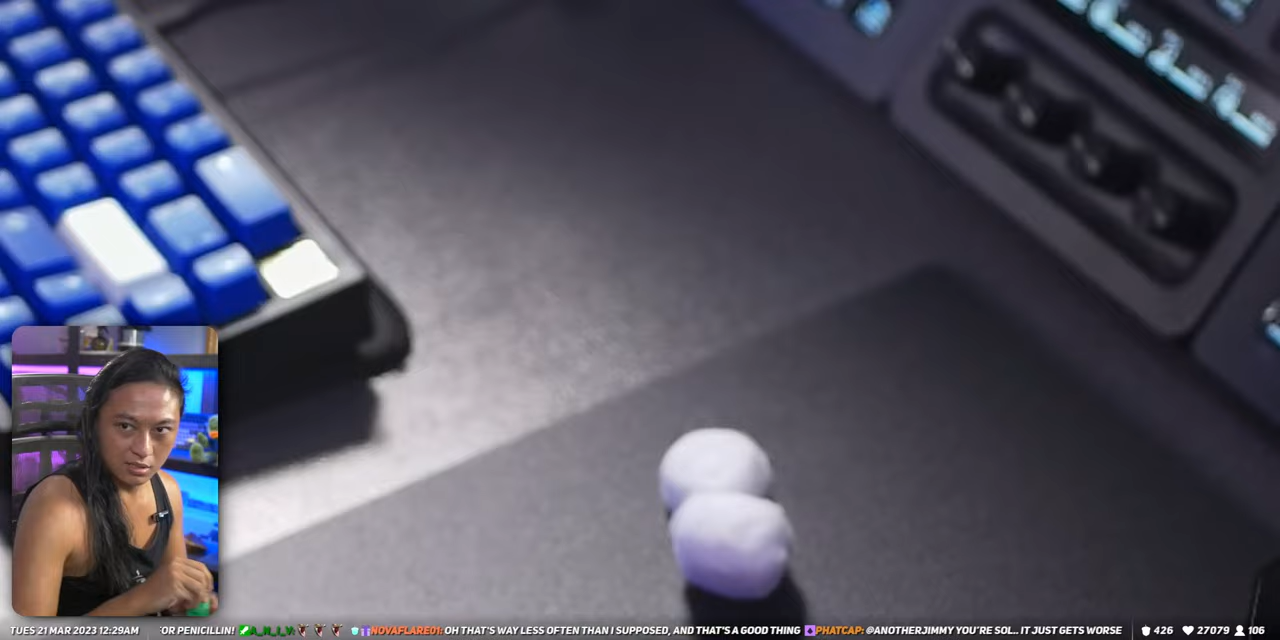 TUES 21 MAR 2023 12:29AM 'OR PENICILLIN! A_N_I_V: NOVAFLARE01: OH THAT'S WAY LESS OFTEN THAN I SUPPOSED, AND THAT'S A GOOD THING PHATCAP: @ANOTHERJIMMY YOU'RE SOL.. IT JUST GETS WORSE 426 27079 106